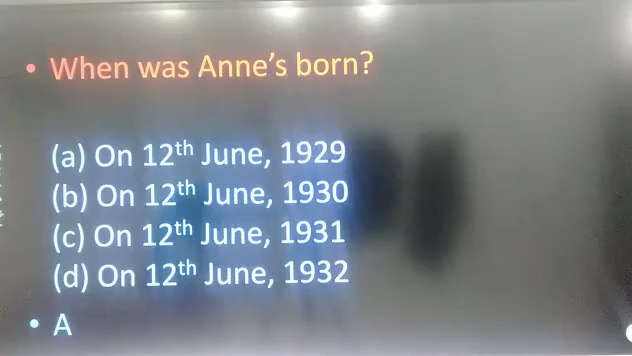 • When was Anne's born?
(a) On 12th June, 1929
(b) On 12th June, 1930
(c) On 12th June, 1931
(d) On 12th June, 1932
• A